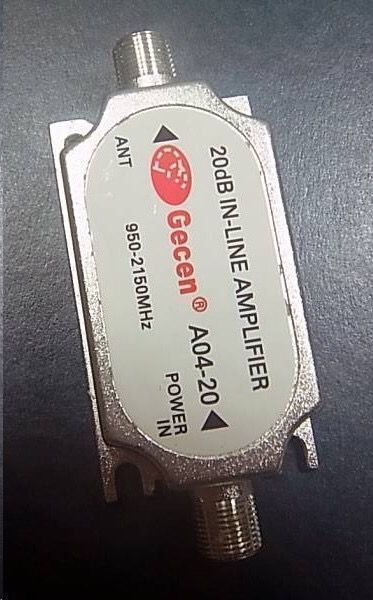 20dB IN-LINE AMPLIFIER
ANT
Gecen® A04-20
POWER
IN
950-2150MHz